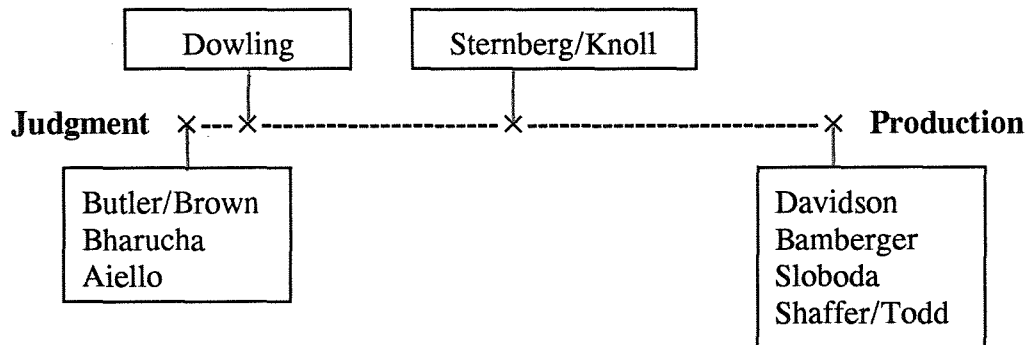 Dowling
Sternberg/Knoll
Judgment
Production
Butler/Brown
Bharucha
Aiello
Davidson
Bamberger
Sloboda
Shaffer/Todd